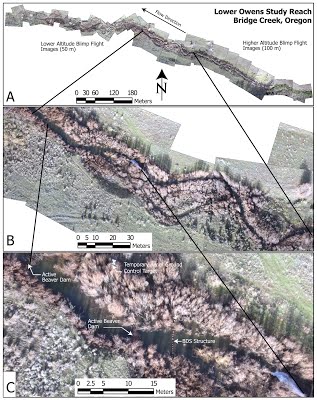 Lower Owens Study Reach
Bridge Creek, Oregon
Flow Direction
Lower Altitude Blimp Flight
Images (50 m)
Higher Altitude Blimp Flight
Images (100 m)
N
0 30 60 120 180
Meters
A
0 5 10 20 30
Meters
B
Temporary Ground
Control Target
Active
Beaver Dam
Active Beaver
Dam
BDS Structure
0 2.5 5 10 15
Meters
C